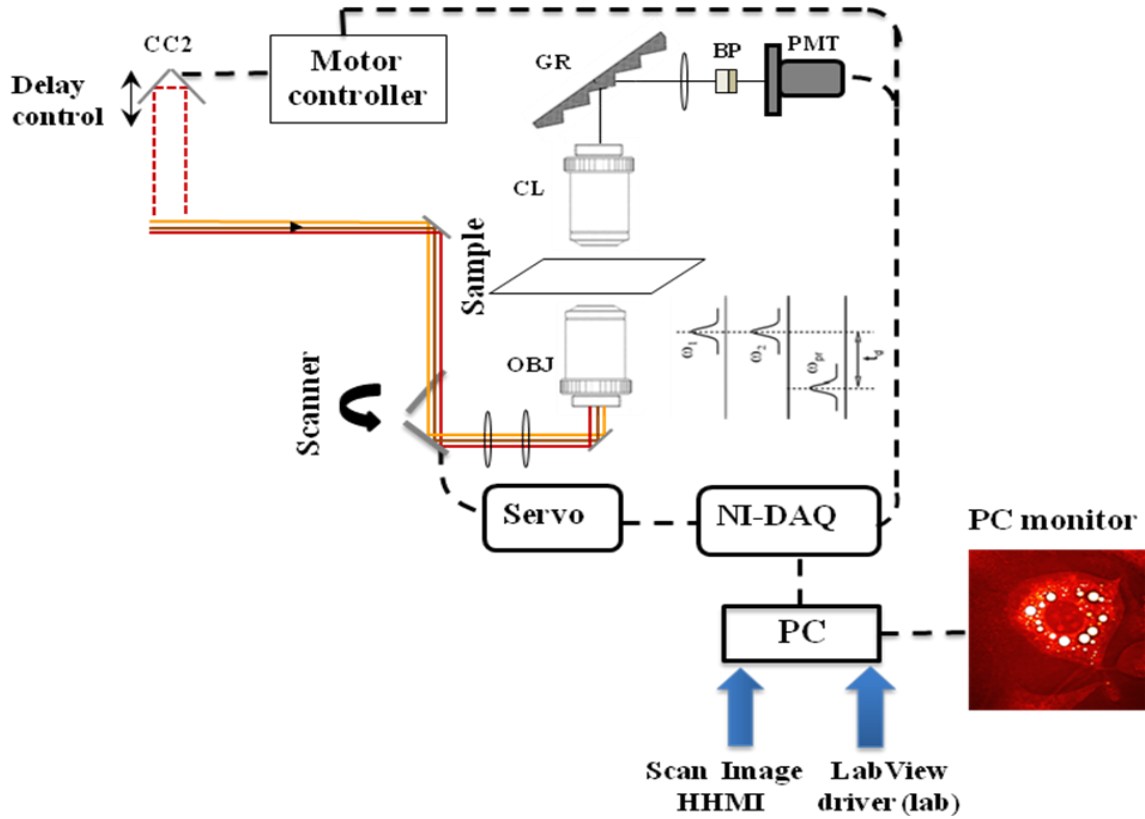 CC2
Delay
control
Motor
controller
GR
BP
PMT
CL
Sample
OBJ
Scanner
ω1
ω2
ωpr
td
Servo
NI-DAQ
PC monitor
PC
Scan Image
HHMI
LabView
driver (lab)